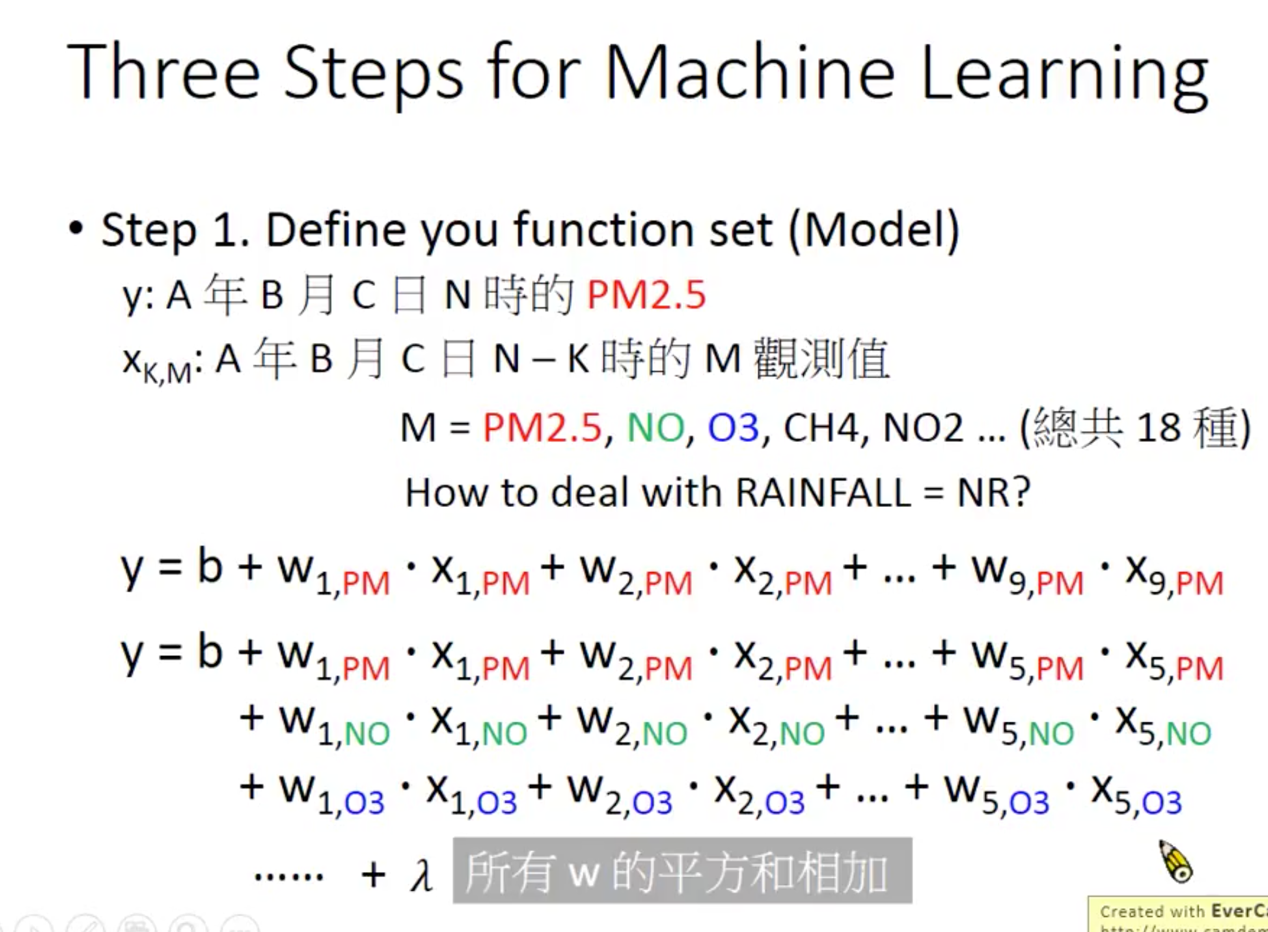 Three Steps for Machine Learning
• Step 1. Define you function set (Model)
y: A 年 B 月 C 日 N 時的 PM2.5
xK,M: A 年 B 月 C 日 N – K 時的 M 觀測值
M = PM2.5, NO, O3, CH4, NO2 … (總共 18 種)
How to deal with RAINFALL = NR?
y = b + w1,PM · x1,PM + w2,PM · x2,PM + … + w9,PM · x9,PM
y = b + w1,PM · x1,PM + w2,PM · x2,PM + … + w5,PM · x5,PM
+ w1,NO · x1,NO + w2,NO · x2,NO + … + w5,NO · x5,NO
+ w1,O3 · x1,O3 + w2,O3 · x2,O3 + … + w5,O3 · x5,O3
…… + λ 所有 w 的平方和相加
Created with